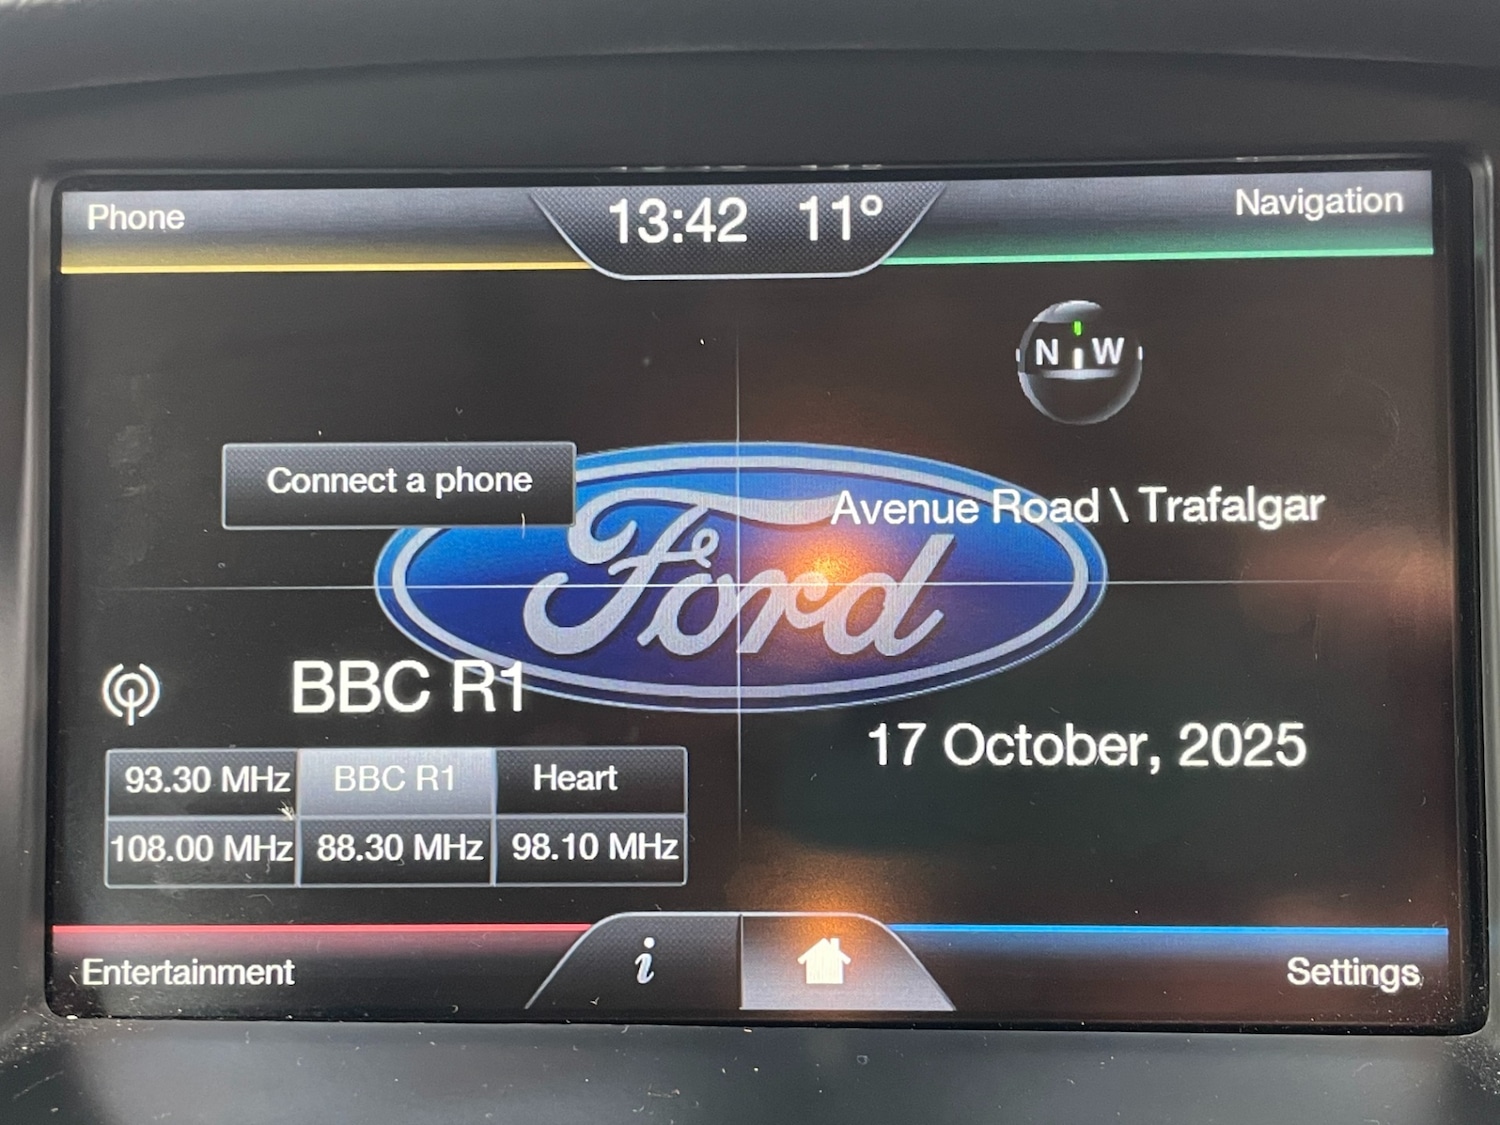 Phone
13:42 11°
Navigation
N W
Connect a phone
Avenue Road \ Trafalgar
Ford
BBC R1
17 October, 2025
93.30 MHz BBC R1 Heart
108.00 MHz 88.30 MHz 98.10 MHz
Entertainment
i
Settings